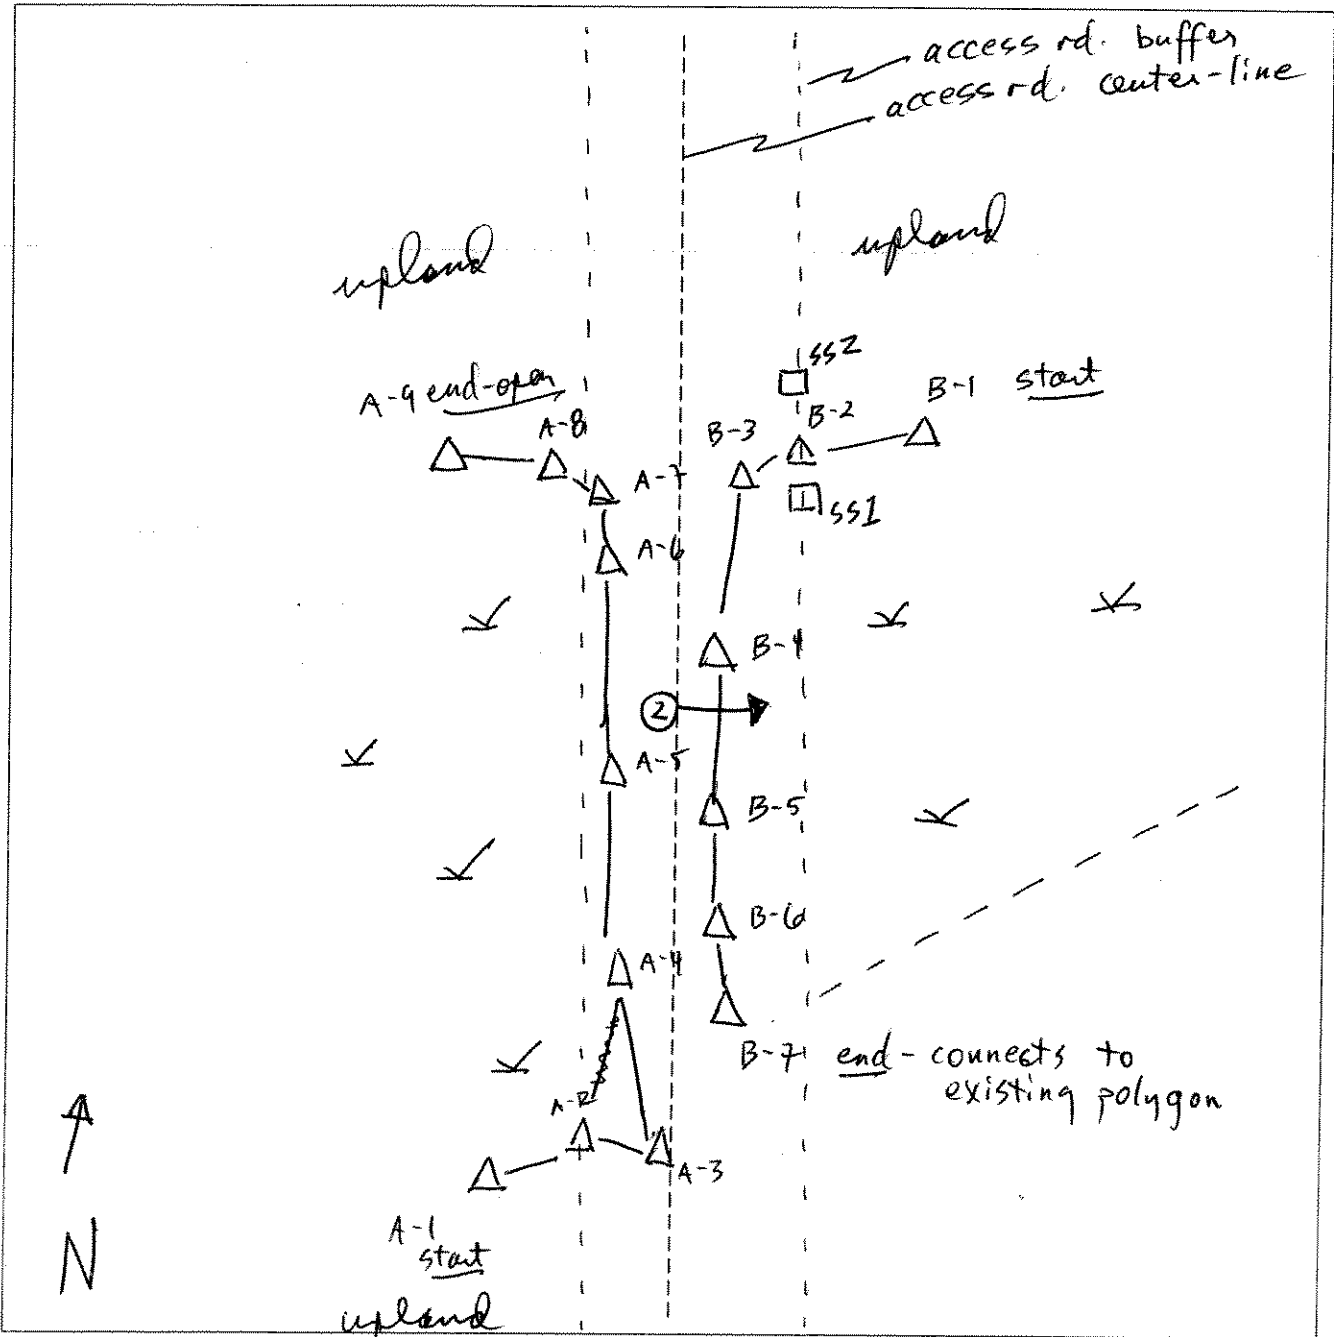 access rd. buffer
access rd. center-line
upland
upland
SS2
A-9 end-open
B-1 start
A-8
B-3
B-2
A-7
SS1
A-6
B-4
2
A-5
B-5
B-6
A-4
B-7 end - connects to
existing polygon
A-2
A-3
A-1
start
N
upland